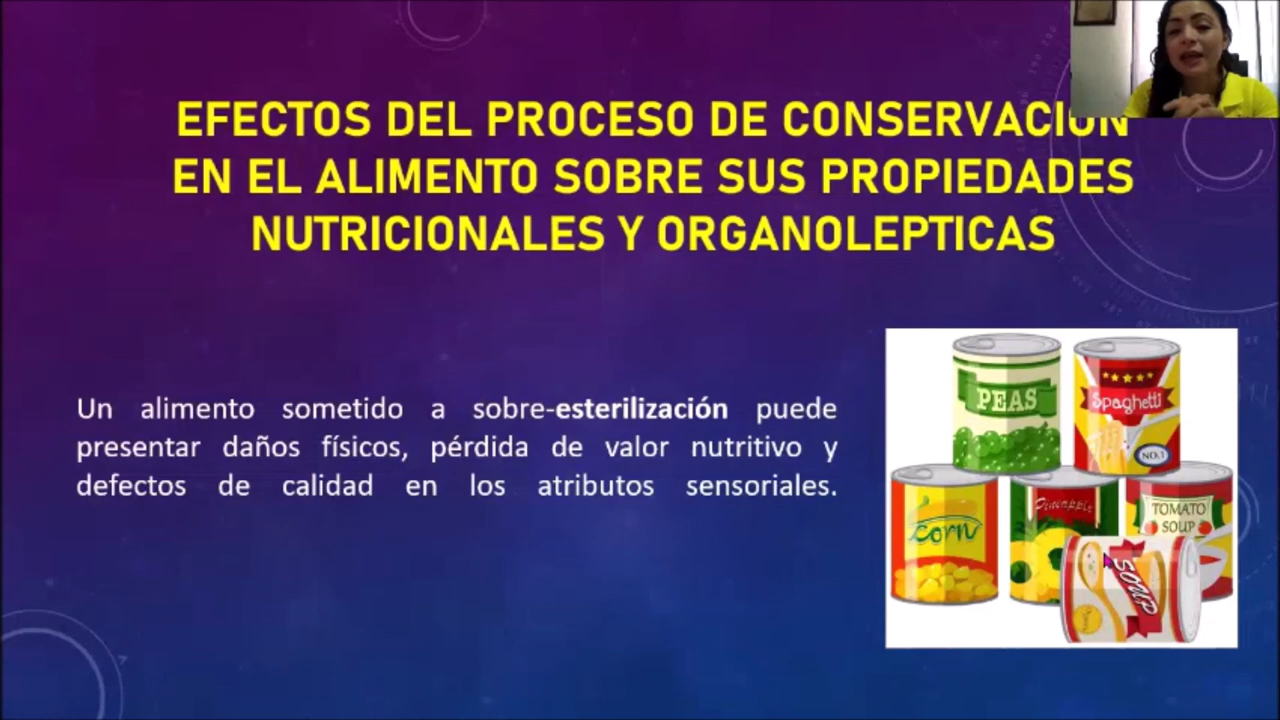 EFECTOS DEL PROCESO DE CONSERVACIÓN
EN EL ALIMENTO SOBRE SUS PROPIEDADES
NUTRICIONALES Y ORGANOLEPTICAS
Un alimento sometido a sobre-esterilización puede
presentar daños físicos, pérdida de valor nutritivo y
defectos de calidad en los atributos sensoriales.
PEAS
Spaghetti
NO.1
corn
Pineapple
TOMATO
SOUP
SOUP